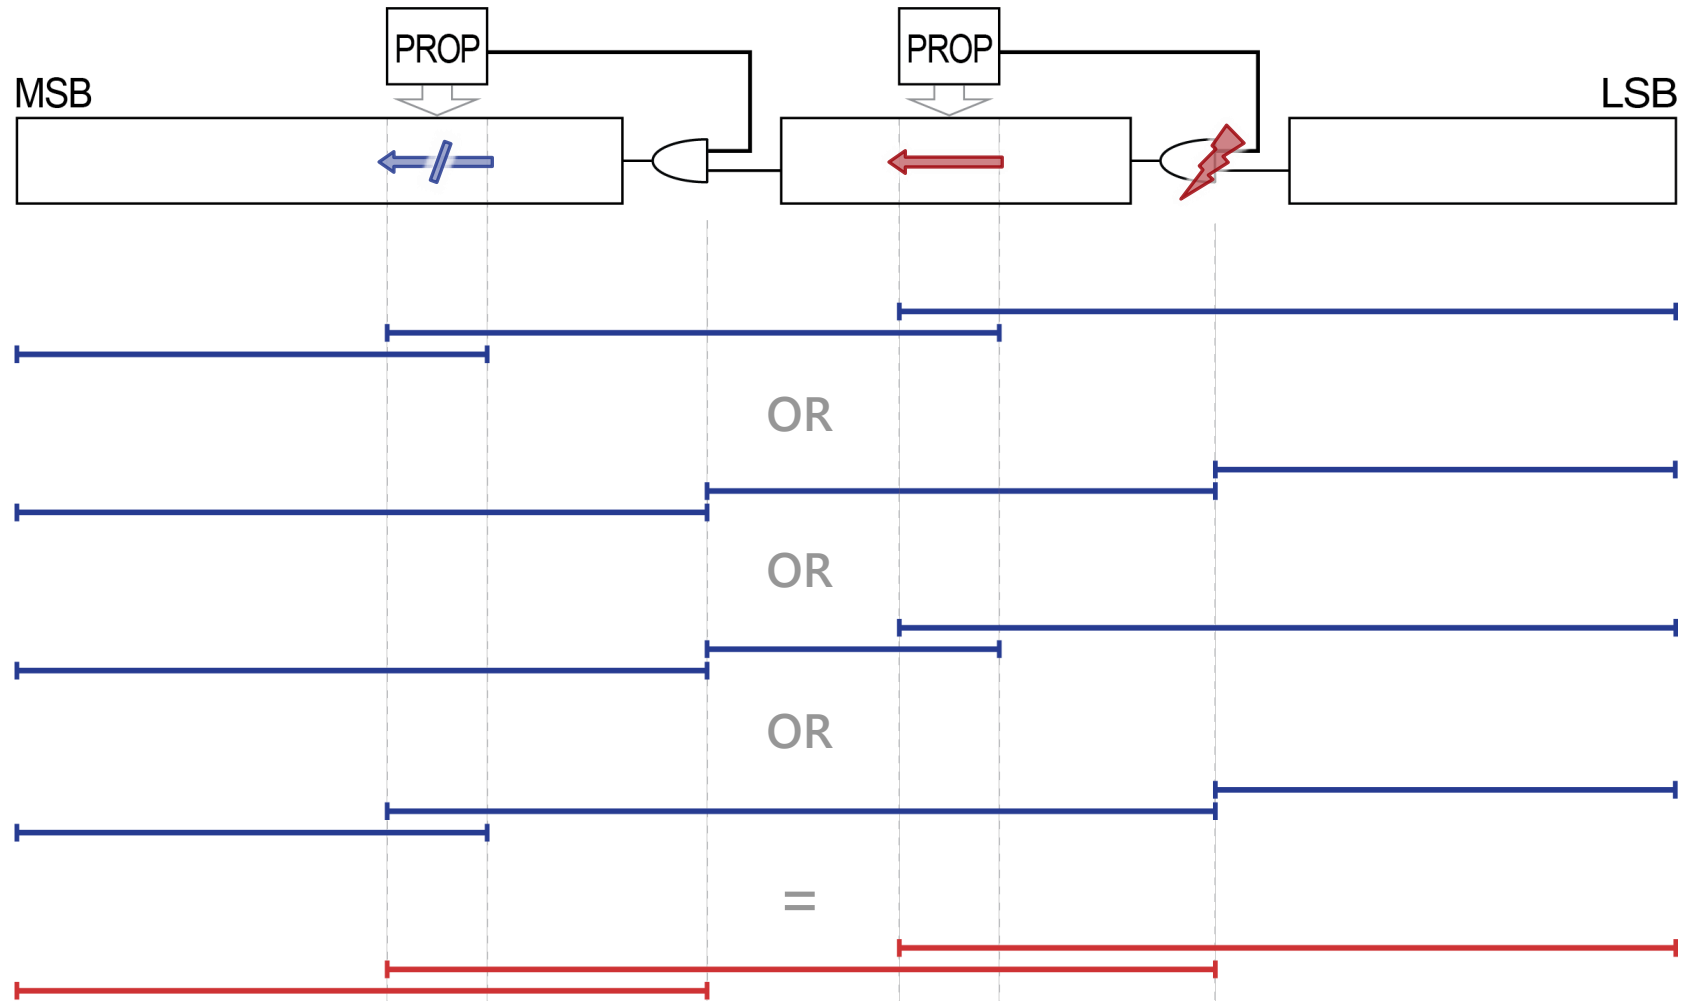 PROP
PROP
MSB
LSB
OR
OR
OR
=